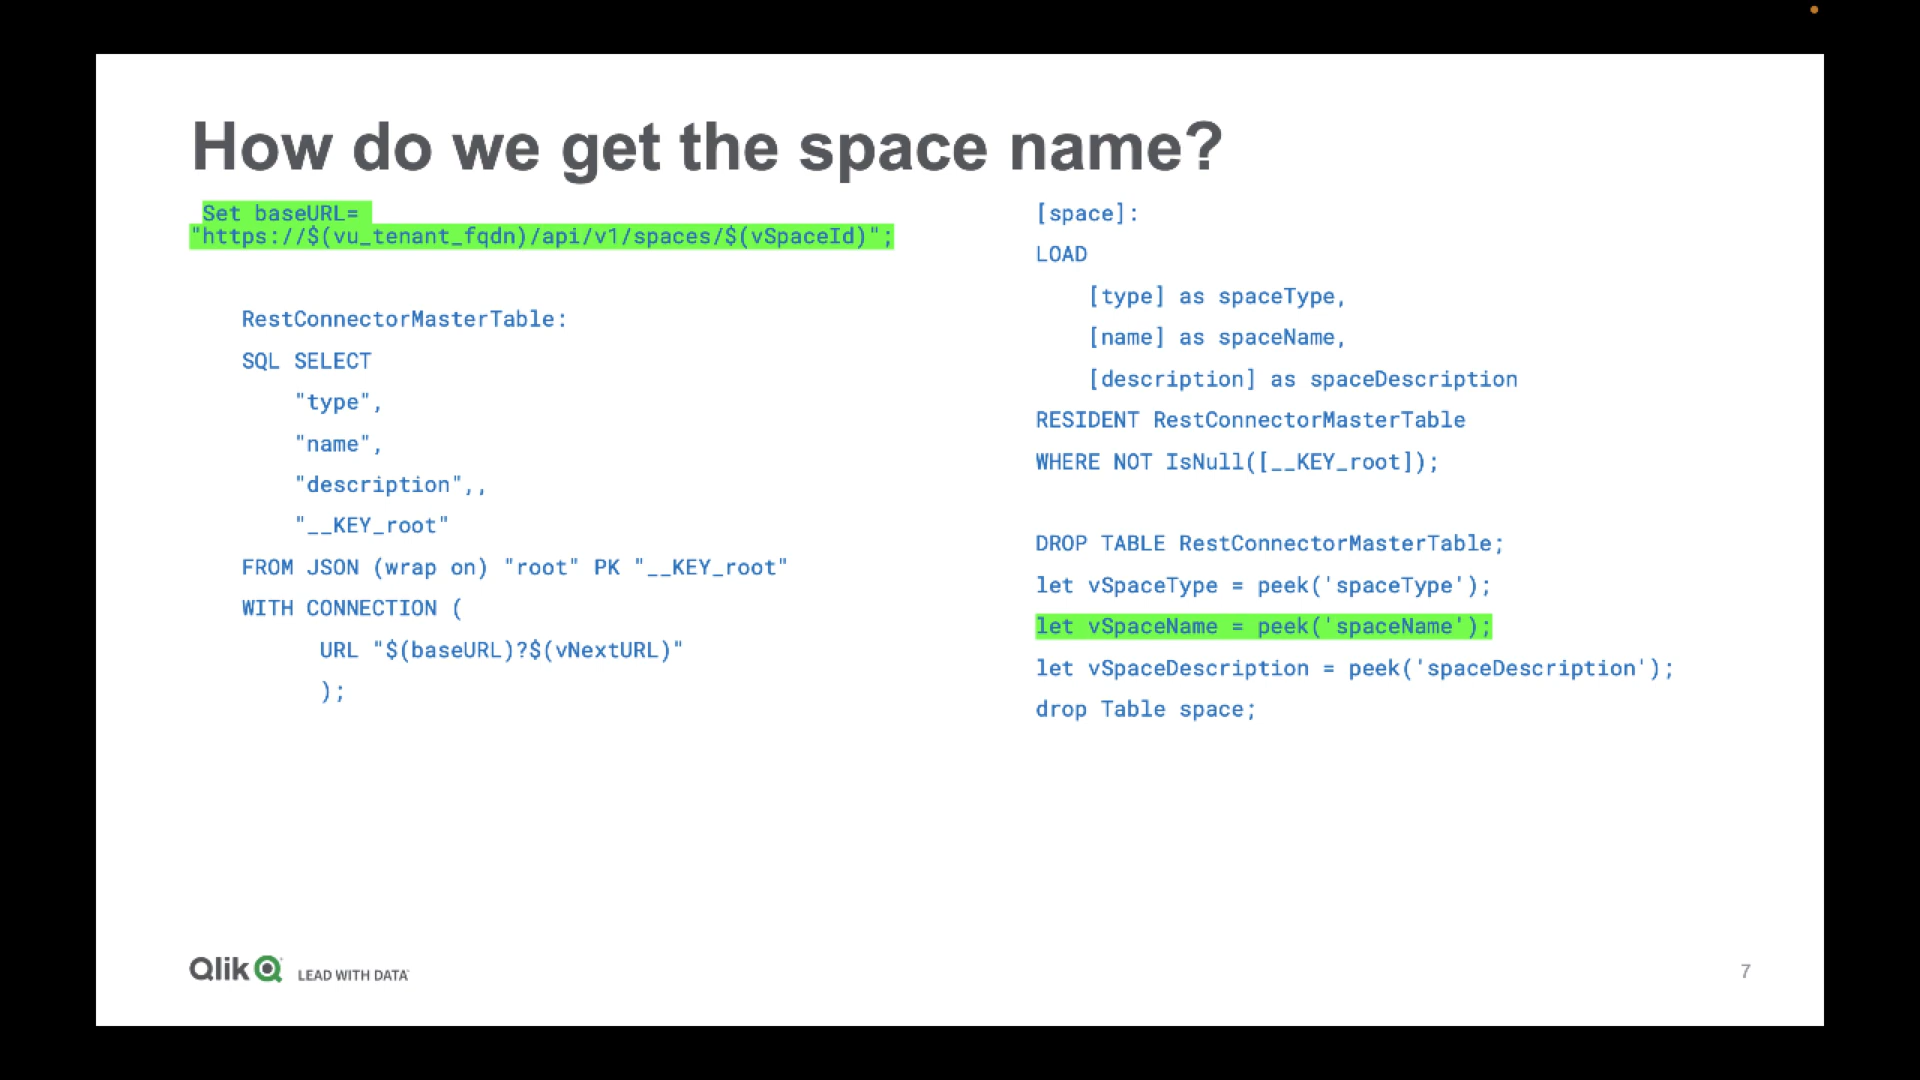 How do we get the space name?
Set baseURL=
"https://$(vu_tenant_fqdn)/api/v1/spaces/$(vSpaceId)";
RestConnectorMasterTable:
SQL SELECT
"type",
"name",
"description",,
"__KEY_root"
FROM JSON (wrap on) "root" PK "__KEY_root"
WITH CONNECTION (
URL "$(baseURL)?$(vNextURL)"
);
[space]:
LOAD
[type] as spaceType,
[name] as spaceName,
[description] as spaceDescription
RESIDENT RestConnectorMasterTable
WHERE NOT IsNull([__KEY_root]);
DROP TABLE RestConnectorMasterTable;
let vSpaceType = peek('spaceType');
let vSpaceName = peek('spaceName');
let vSpaceDescription = peek('spaceDescription');
drop Table space;
Qlik LEAD WITH DATA
7